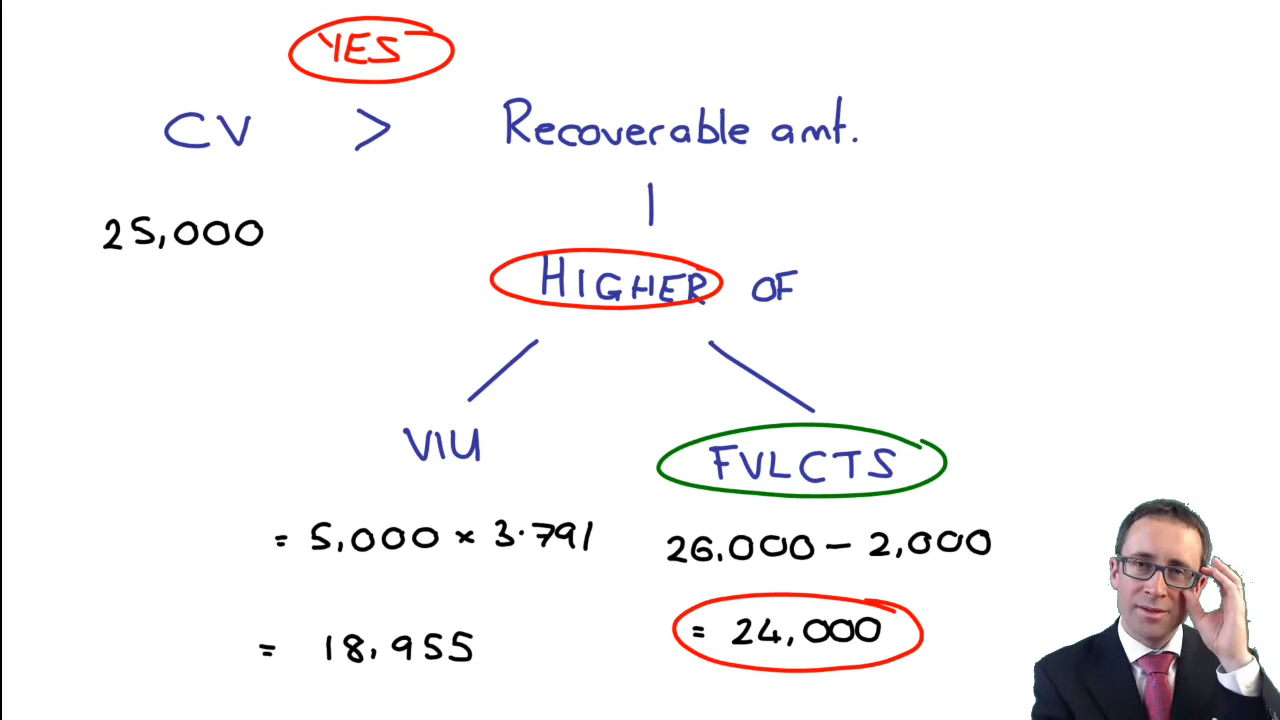 YES
CV > Recoverable amt.
25,000
HIGHER OF
VIU FVLCTS
= 5,000 × 3.791 26.000 – 2,000
= 18.955 = 24,000